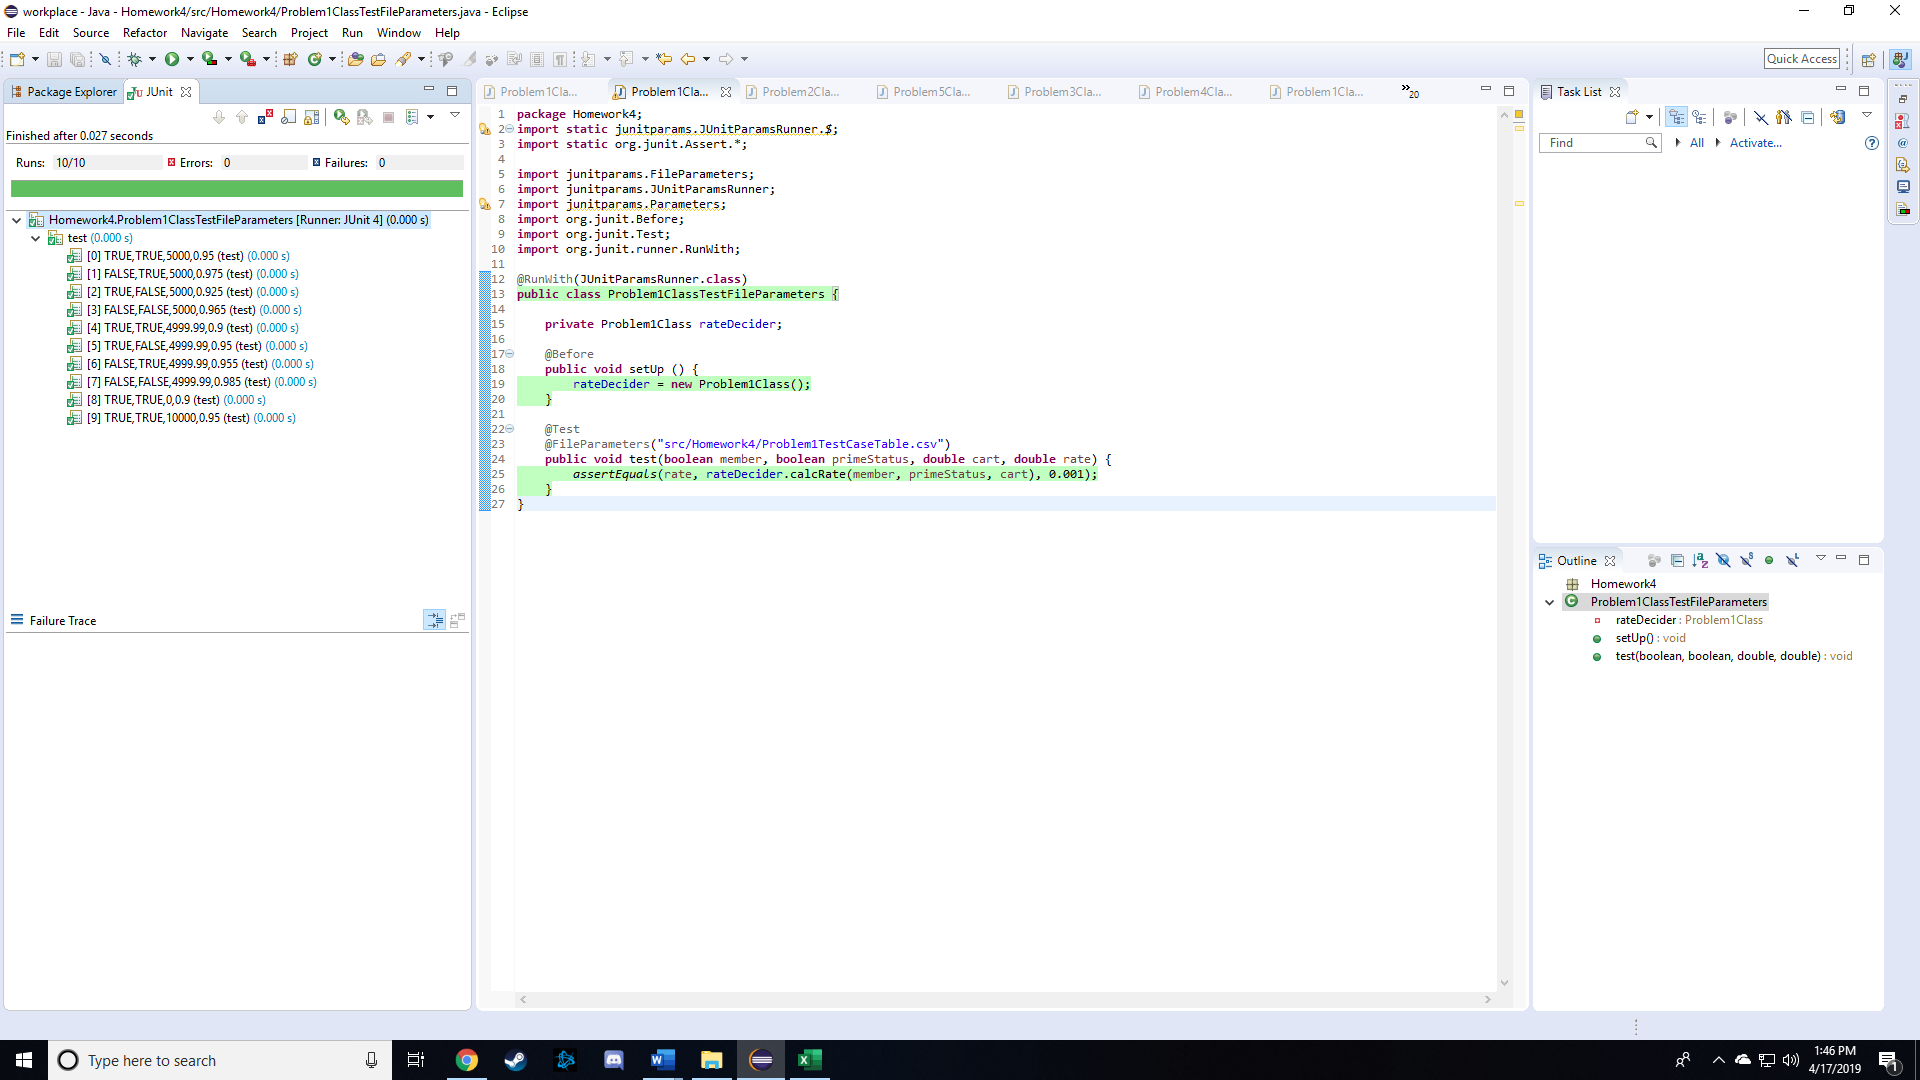 workplace - Java - Homework4/src/Homework4/Problem1ClassTestFileParameters.java - Eclipse
File Edit Source Refactor Navigate Search Project Run Window Help
Quick Access
Package Explorer JUnit
Finished after 0.027 seconds
Runs: 10/10 Errors: 0 Failures: 0
Homework4.Problem1ClassTestFileParameters [Runner: JUnit 4] (0.000 s)
test (0.000 s)
[0] TRUE,TRUE,5000,0.95 (test) (0.000 s)
[1] FALSE,TRUE,5000,0.975 (test) (0.000 s)
[2] TRUE,FALSE,5000,0.925 (test) (0.000 s)
[3] FALSE,FALSE,5000,0.965 (test) (0.000 s)
[4] TRUE,TRUE,4999.99,0.9 (test) (0.000 s)
[5] TRUE,FALSE,4999.99,0.95 (test) (0.000 s)
[6] FALSE,TRUE,4999.99,0.955 (test) (0.000 s)
[7] FALSE,FALSE,4999.99,0.985 (test) (0.000 s)
[8] TRUE,TRUE,0,0.9 (test) (0.000 s)
[9] TRUE,TRUE,10000,0.95 (test) (0.000 s)
Failure Trace
Problem1Cla... Problem1Cla... Problem2Cla... Problem5Cla... Problem3Cla... Problem4Cla... Problem1Cla... »20
1 package Homework4;
2 import static junitparams.JUnitParamsRunner.$;
3 import static org.junit.Assert.*;
4
5 import junitparams.FileParameters;
6 import junitparams.JUnitParamsRunner;
7 import junitparams.Parameters;
8 import org.junit.Before;
9 import org.junit.Test;
10 import org.junit.runner.RunWith;
11
12 @RunWith(JUnitParamsRunner.class)
13 public class Problem1ClassTestFileParameters {
14
15 private Problem1Class rateDecider;
16
17 @Before
18 public void setUp () {
19 rateDecider = new Problem1Class();
20 }
21
22 @Test
23 @FileParameters("src/Homework4/Problem1TestCaseTable.csv")
24 public void test(boolean member, boolean primeStatus, double cart, double rate) {
25 assertEquals(rate, rateDecider.calcRate(member, primeStatus, cart), 0.001);
26 }
27 }
Task List
Find All Activate...
Outline
Homework4
Problem1ClassTestFileParameters
rateDecider : Problem1Class
setUp() : void
test(boolean, boolean, double, double) : void
Type here to search
1:46 PM
4/17/2019
1